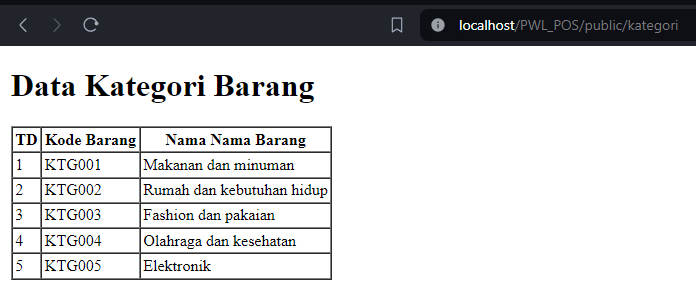 localhost/PWL_POS/public/kategori
Data Kategori Barang
TD Kode Barang Nama Nama Barang
1 KTG001 Makanan dan minuman
2 KTG002 Rumah dan kebutuhan hidup
3 KTG003 Fashion dan pakaian
4 KTG004 Olahraga dan kesehatan
5 KTG005 Elektronik